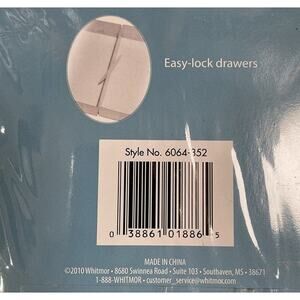 Easy-lock drawers
Style No. 6064-352
0 38861 01886 5
MADE IN CHINA
©2010 Whitmor • 8680 Swinnea Road • Suite 103 • Southaven, MS • 38671
1-888-WHITMOR • customer_service@whitmor.com